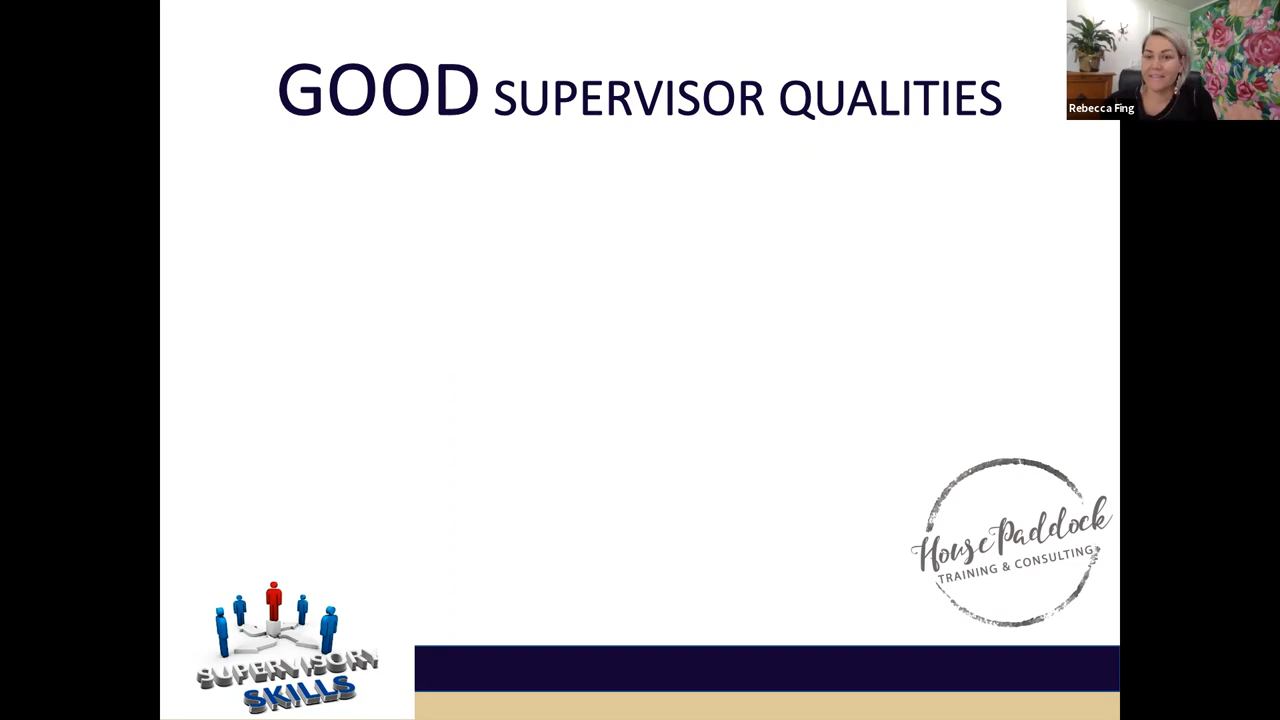 GOOD SUPERVISOR QUALITIES
Rebecca Fing
House Paddock
TRAINING & CONSULTING
SUPERVISORY
SKILLS